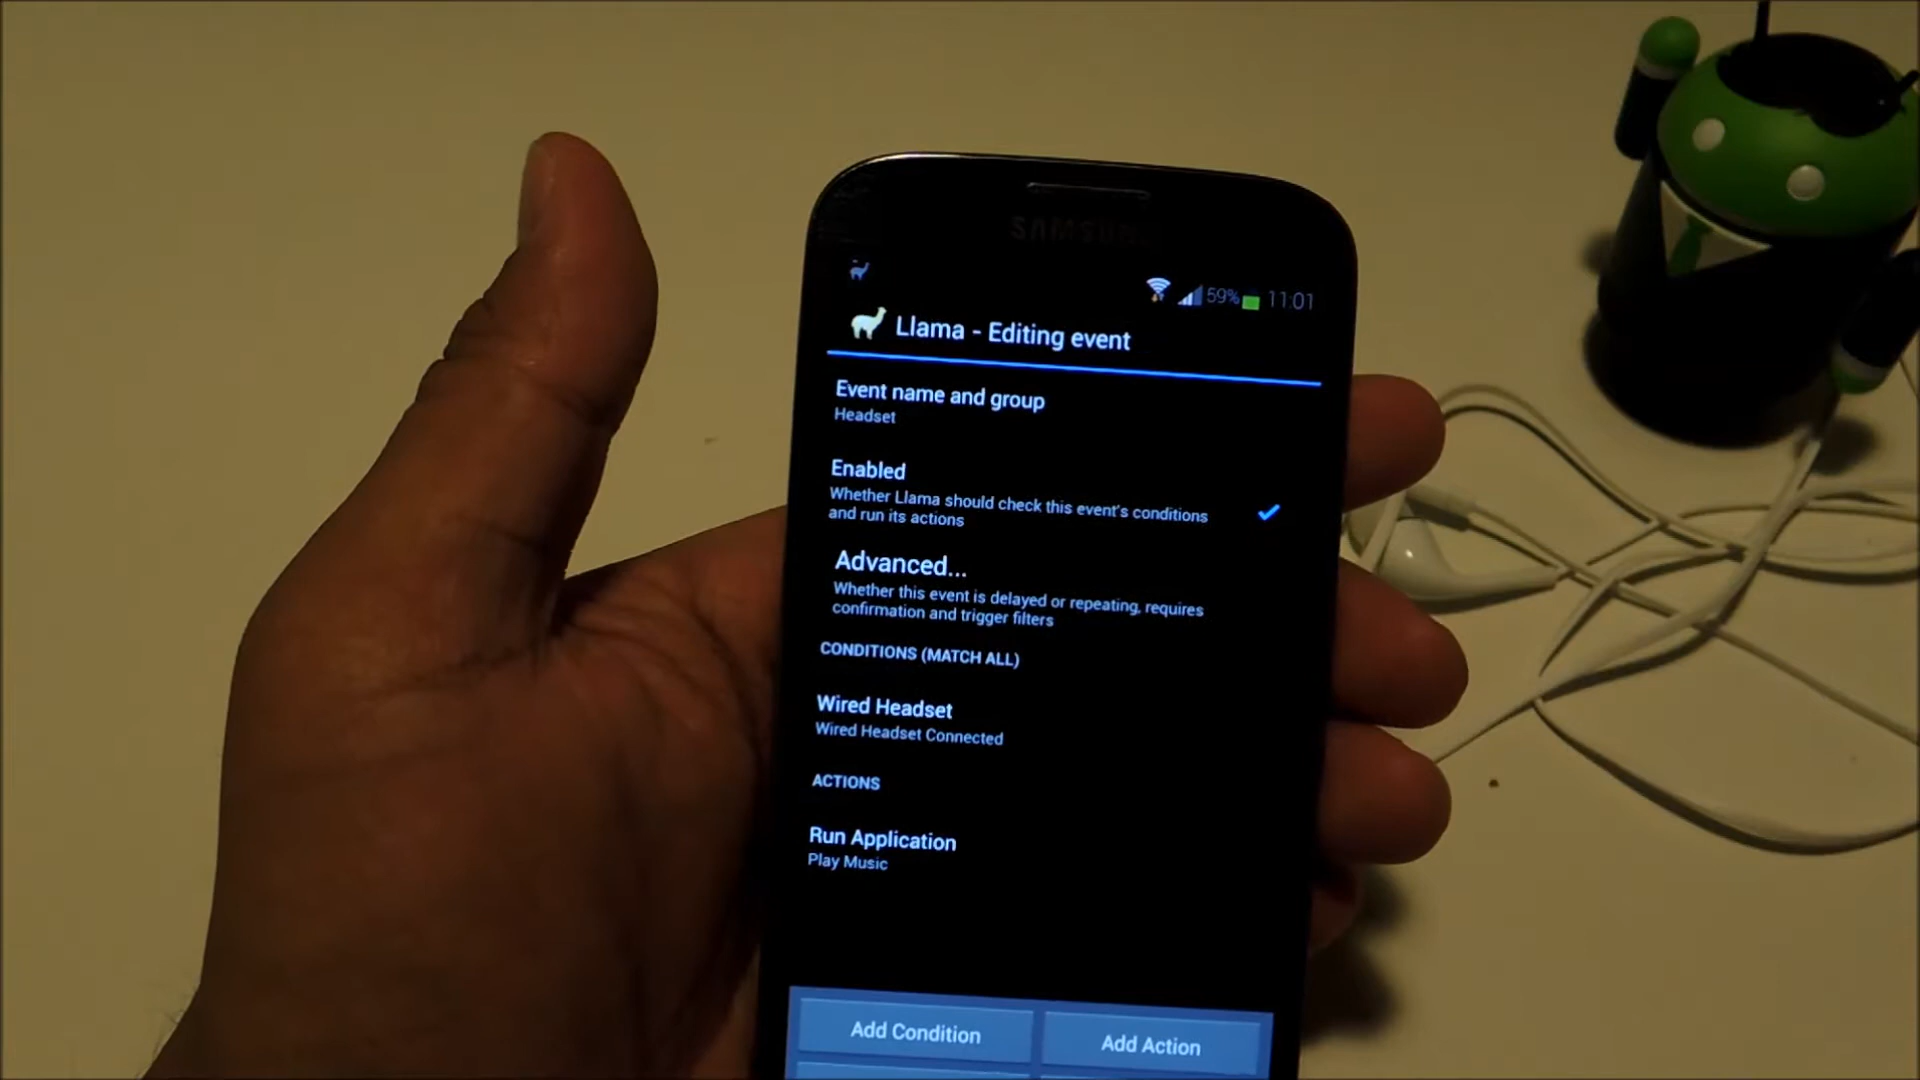 SAMSUNG
59% 11:01
Llama - Editing event
Event name and group
Headset
Enabled
Whether Llama should check this event's conditions
and run its actions
Advanced...
Whether this event is delayed or repeating, requires
confirmation and trigger filters
CONDITIONS (MATCH ALL)
Wired Headset
Wired Headset Connected
ACTIONS
Run Application
Play Music
Add Condition
Add Action